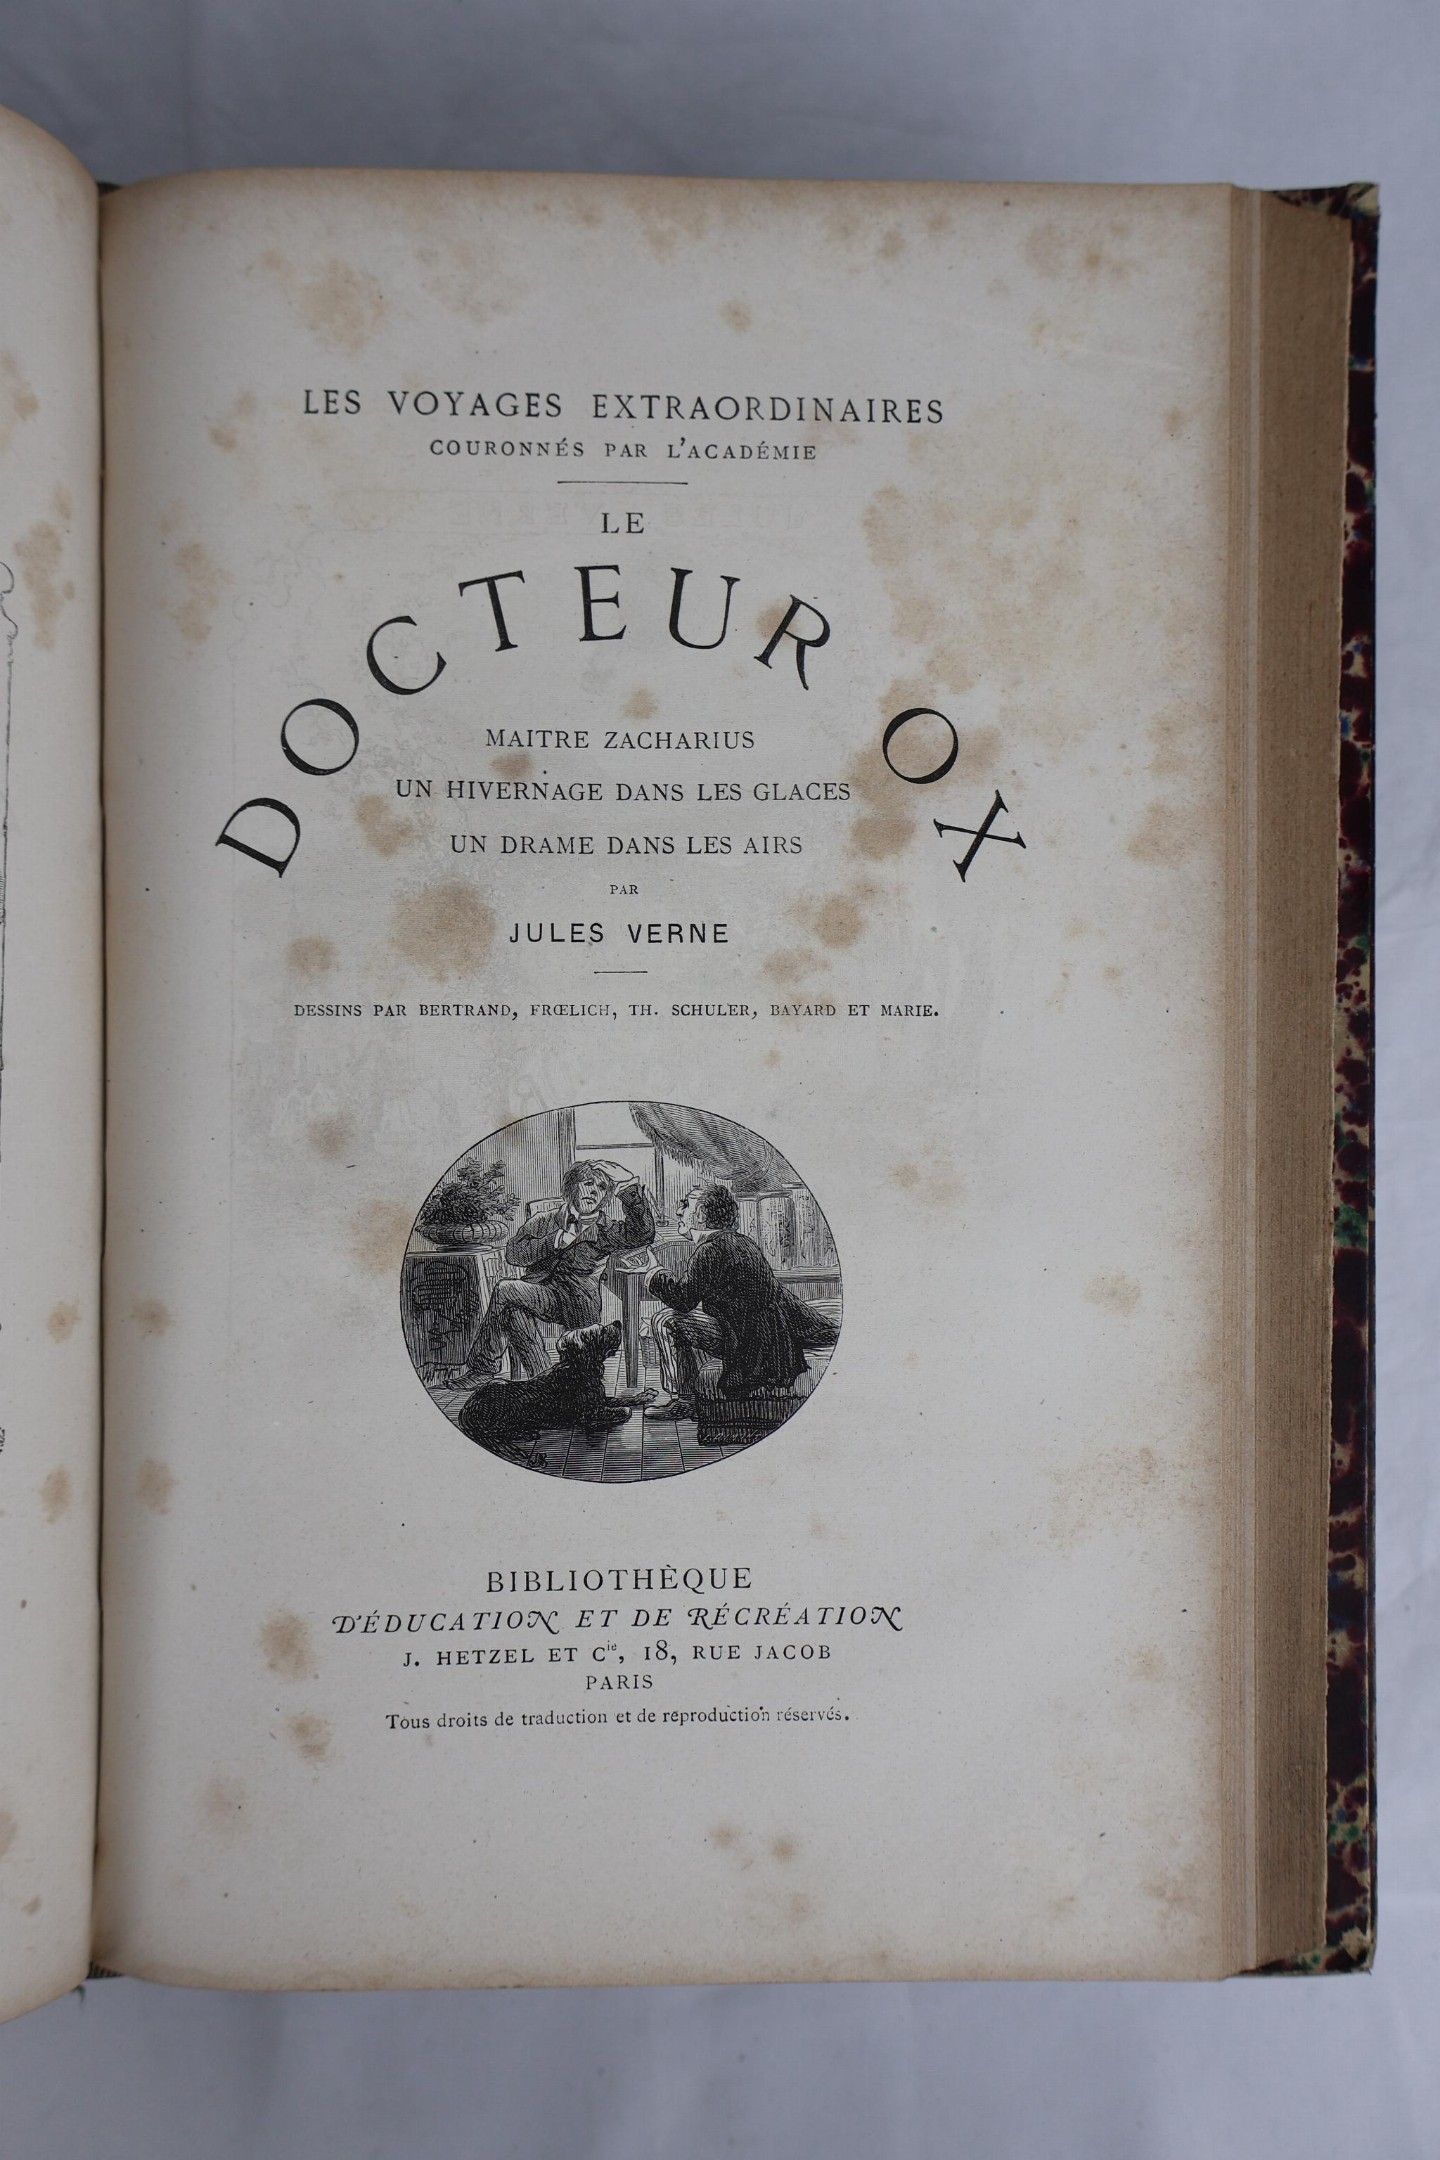 LES VOYAGES EXTRAORDINAIRES
COURONNÉS PAR L'ACADÉMIE
LE
DOCTEUR OX
MAITRE ZACHARIUS
UN HIVERNAGE DANS LES GLACES
UN DRAME DANS LES AIRS
PAR
JULES VERNE
DESSINS PAR BERTRAND, FRŒLICH, TH. SCHULER, BAYARD ET MARIE.
BIBLIOTHÈQUE
D'ÉDUCATION ET DE RÉCRÉATION
J. HETZEL ET Cie, 18, RUE JACOB
PARIS
Tous droits de traduction et de reproduction réservés.